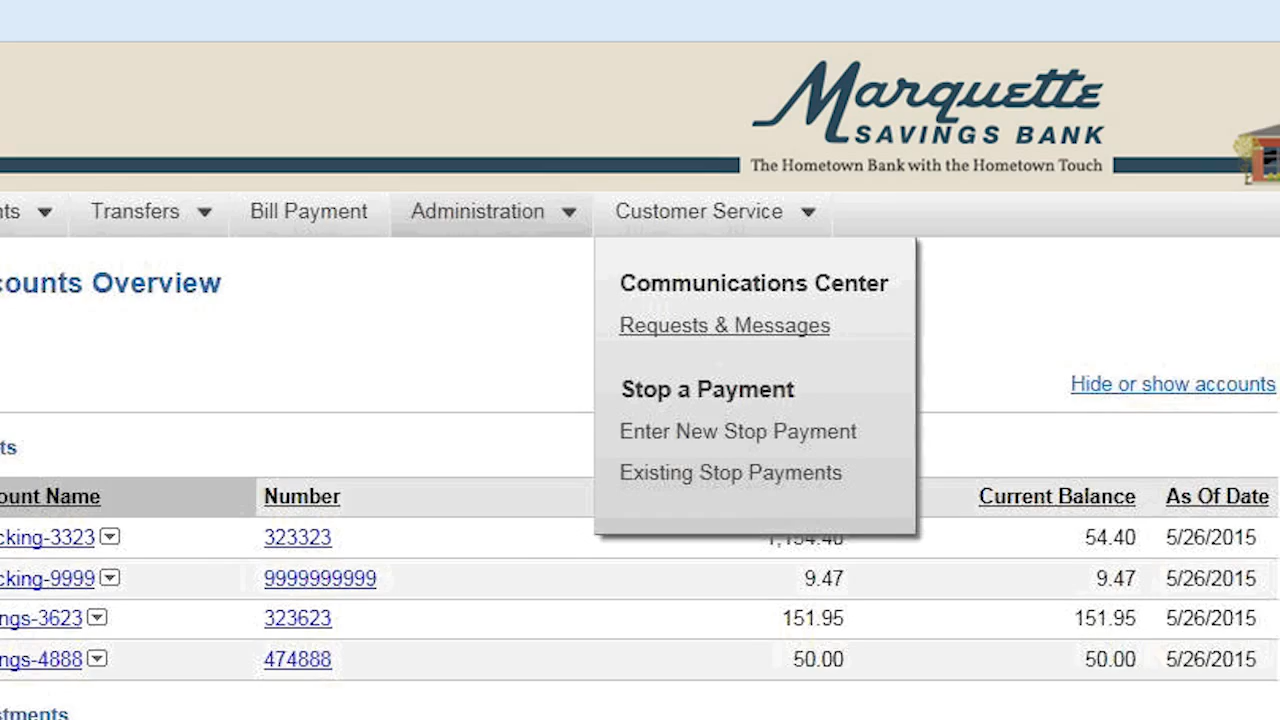 Marquette
SAVINGS BANK
The Hometown Bank with the Hometown Touch
nts Transfers Bill Payment Administration Customer Service
counts Overview
Communications Center
Requests & Messages
Stop a Payment
Hide or show accounts
Enter New Stop Payment
ts
Existing Stop Payments
ount Name Number Current Balance As Of Date
cking-3323 323323 1,154.40 54.40 5/26/2015
cking-9999 9999999999 9.47 9.47 5/26/2015
ngs-3623 323623 151.95 151.95 5/26/2015
ngs-4888 474888 50.00 50.00 5/26/2015
stments